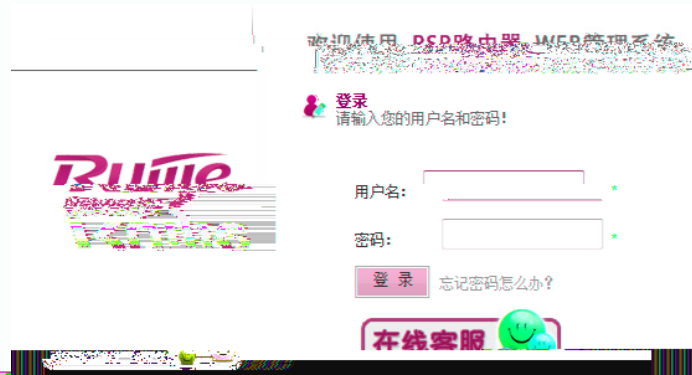 欢迎使用 RSR路由器 WEB管理系统
登录
请输入您的用户名和密码!
Ruijie
Networks
用户名: *
密码: *
登 录 忘记密码怎么办?
在线客服